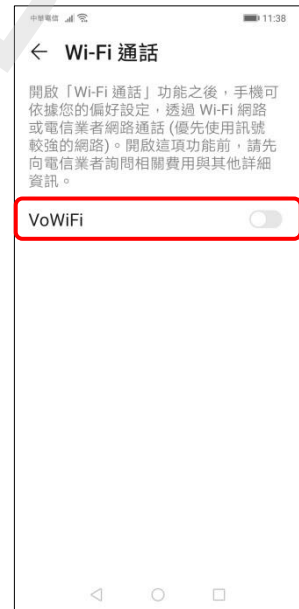 中華電信 11:38
← Wi-Fi 通話
開啟「Wi-Fi 通話」功能之後，手機可
依據您的偏好設定，透過 Wi-Fi 網路
或電信業者網路通話 (優先使用訊號
較強的網路)。開啟這項功能前，請先
向電信業者詢問相關費用與其他詳細
資訊。
VoWiFi